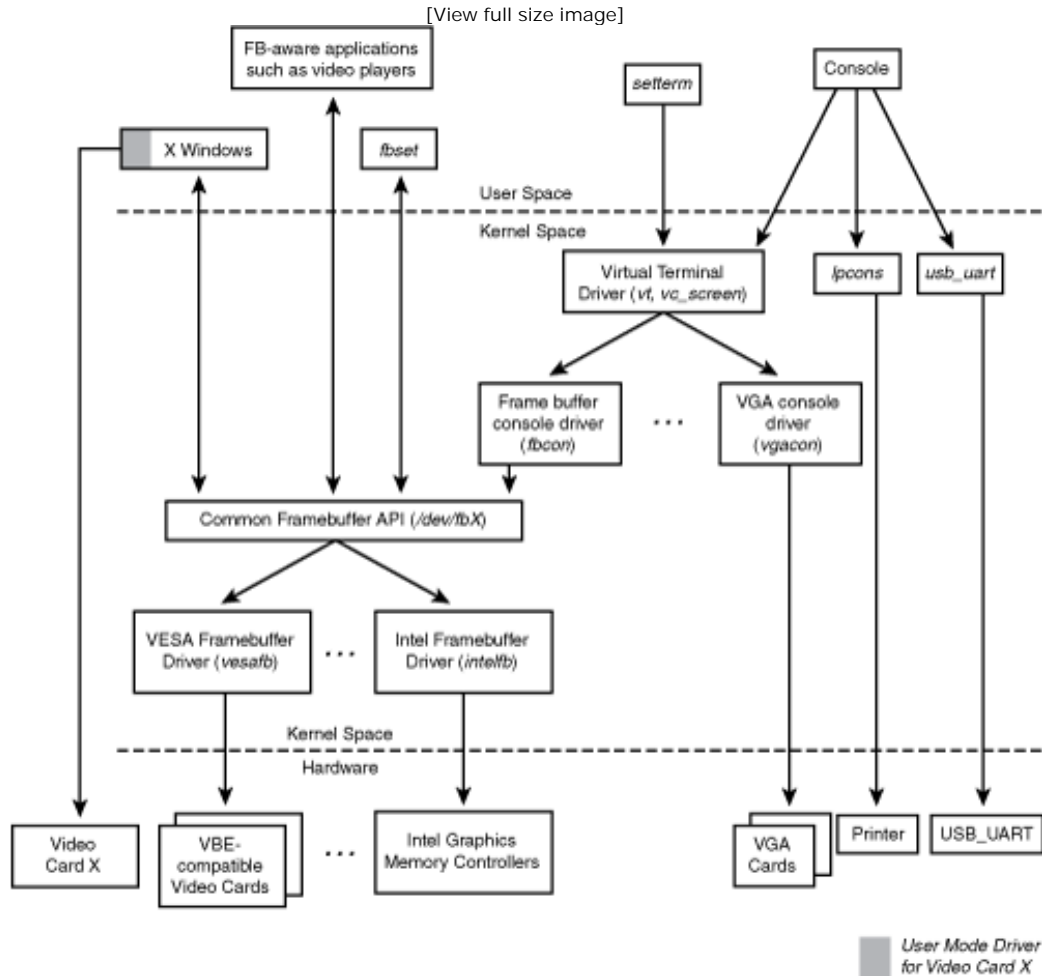 [View full size image]
FB-aware applications
such as video players
setterm
Console
X Windows
fbset
User Space
Kernel Space
Virtual Terminal
Driver (vt, vc_screen)
lpcons
usb_uart
Frame buffer
console driver
(fbcon)
...
VGA console
driver
(vgacon)
Common Framebuffer API (/dev/fbX)
VESA Framebuffer
Driver (vesafb)
...
Intel Framebuffer
Driver (intelfb)
Kernel Space
Hardware
Video
Card X
VBE-
compatible
Video Cards
...
Intel Graphics
Memory Controllers
VGA
Cards
Printer
USB_UART
User Mode Driver
for Video Card X